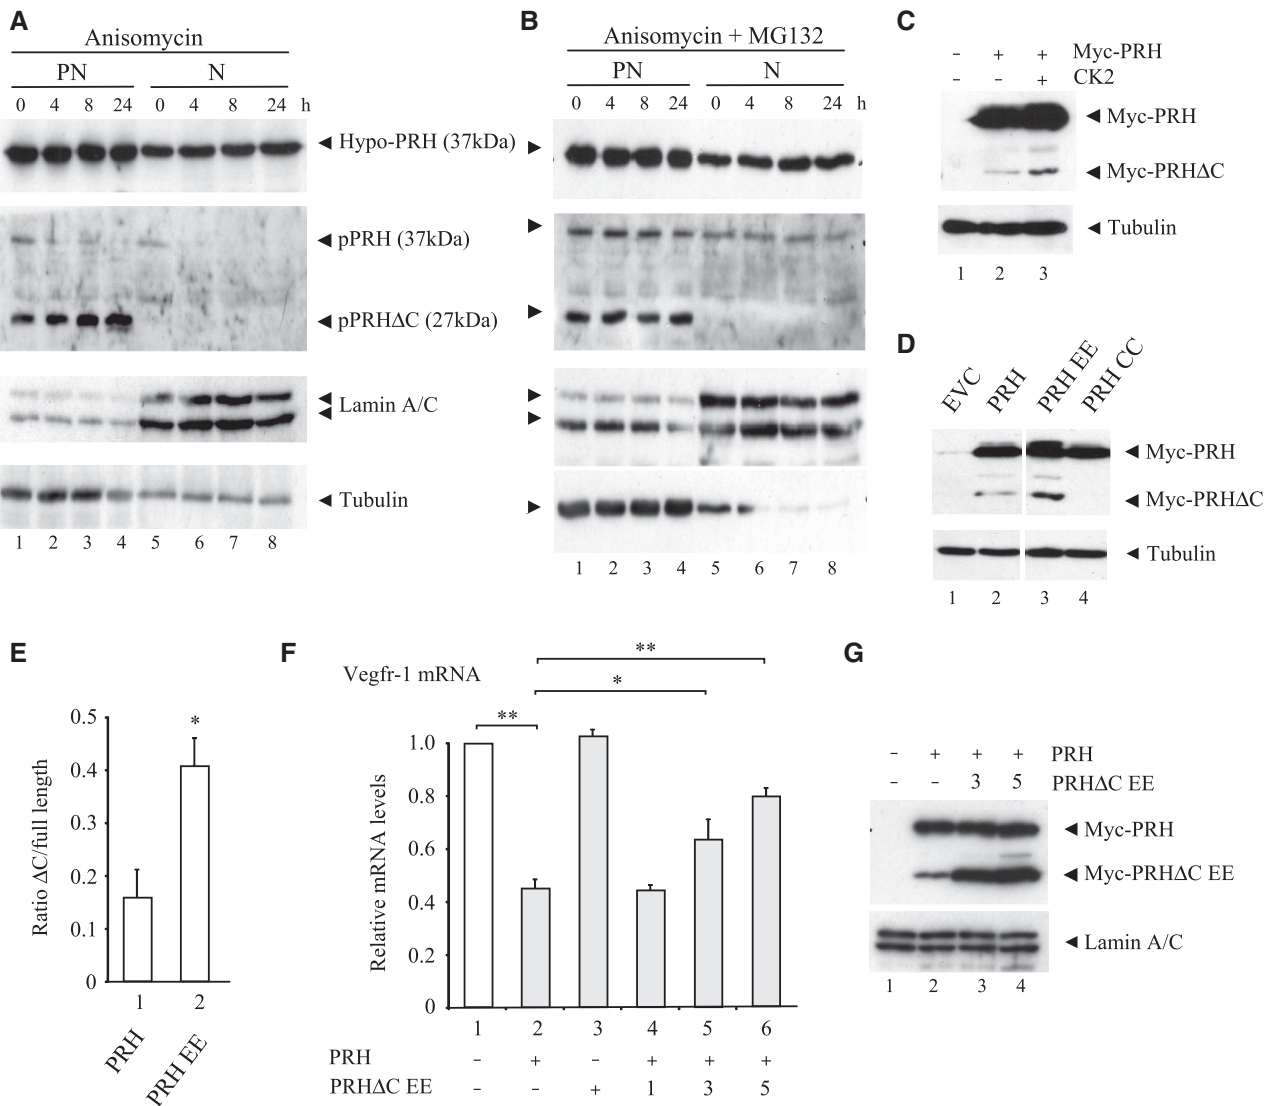 A
Anisomycin
PN N
0 4 8 24 0 4 8 24 h
◄ Hypo-PRH (37kDa) ►
◄ pPRH (37kDa)
◄ pPRHΔC (27kDa)
◄ Lamin A/C
◄ Tubulin
1 2 3 4 5 6 7 8
B
Anisomycin + MG132
PN N
0 4 8 24 0 4 8 24 h
1 2 3 4 5 6 7 8
C
- + + Myc-PRH
- - + CK2
◄ Myc-PRH
◄ Myc-PRHΔC
◄ Tubulin
1 2 3
D
EVC PRH PRH EE PRH CC
◄ Myc-PRH
◄ Myc-PRHΔC
◄ Tubulin
1 2 3 4
E
Ratio ΔC/full length
0.5
0.4
0.3
0.2
0.1
0
*
1 2
PRH PRH EE
F
Vegfr-1 mRNA
**
*
**
Relative mRNA levels
1.0
0.8
0.6
0.4
0.2
0
1 2 3 4 5 6
PRH - + - + + +
PRHΔC EE - - + 1 3 5
G
- + + + PRH
- - 3 5 PRHΔC EE
◄ Myc-PRH
◄ Myc-PRHΔC EE
◄ Lamin A/C
1 2 3 4